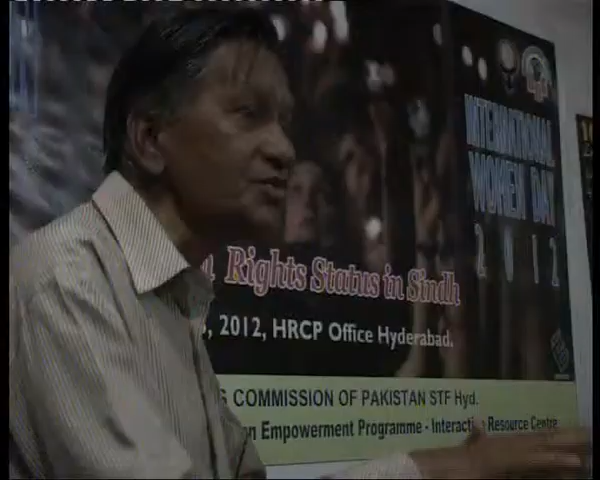 INTERNATIONAL
WOMEN DAY
2012
Rights Status in Sindh
, 2012, HRCP Office Hyderabad.
COMMISSION OF PAKISTAN STF Hyd.
Empowerment Programme - Interactive Resource Centre